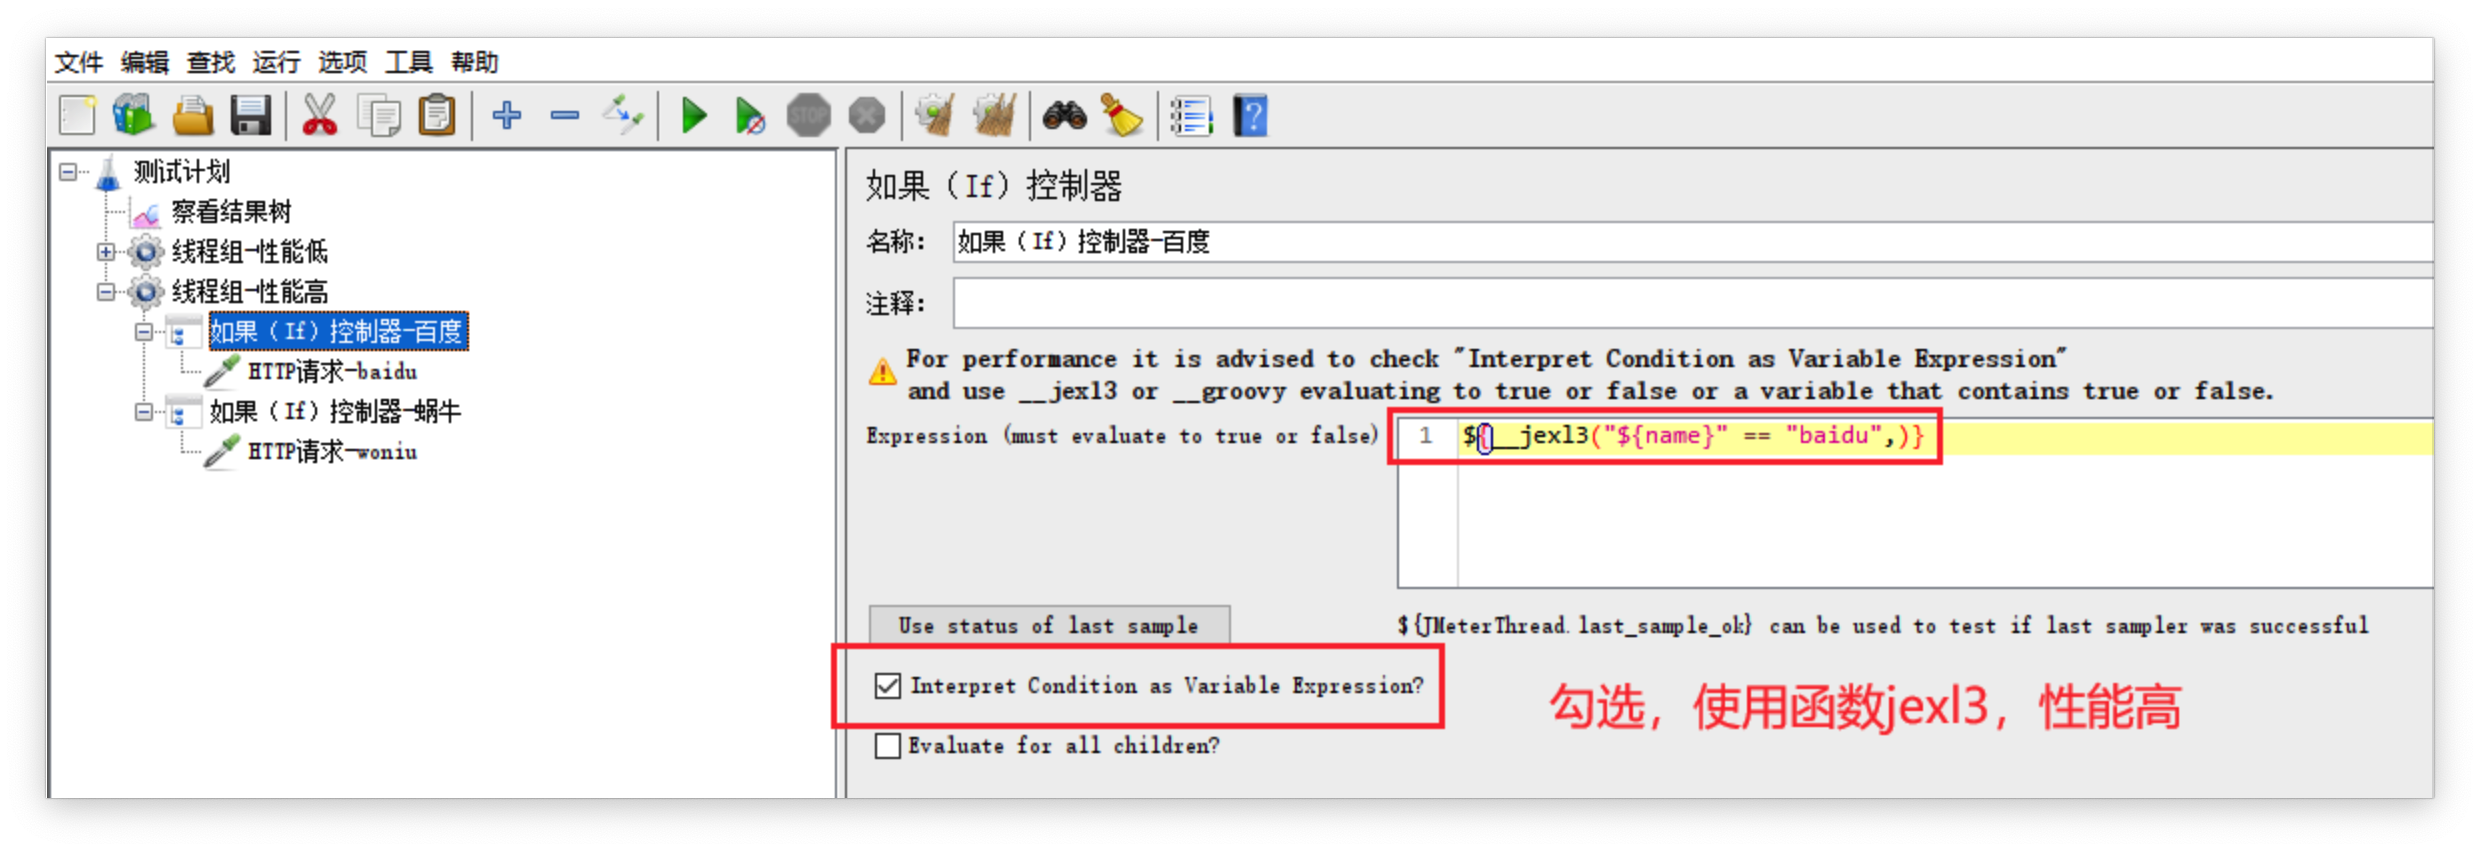 文件 编辑 查找 运行 选项 工具 帮助
STOP
测试计划
察看结果树
线程组-性能低
线程组-性能高
如果（If）控制器-百度
HTTP请求-baidu
如果（If）控制器-蜗牛
HTTP请求-woniu
如果（If）控制器
名称： 如果（If）控制器-百度
注释：
For performance it is advised to check "Interpret Condition as Variable Expression"
and use __jexl3 or __groovy evaluating to true or false or a variable that contains true or false.
Expression (must evaluate to true or false) 1 ${__jexl3("${name}" == "baidu",)}
Use status of last sample ${JMeterThread.last_sample_ok} can be used to test if last sampler was successful
Interpret Condition as Variable Expression?
勾选，使用函数jexl3，性能高
Evaluate for all children?